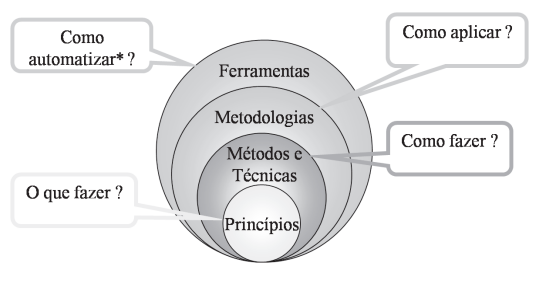 Como
automatizar* ?
Como aplicar ?
Ferramentas
Metodologias
Como fazer ?
Métodos e
Técnicas
O que fazer ?
Princípios